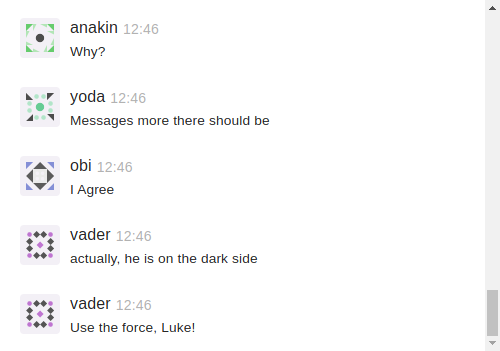 anakin 12:46
Why?
yoda 12:46
Messages more there should be
obi 12:46
I Agree
vader 12:46
actually, he is on the dark side
vader 12:46
Use the force, Luke!